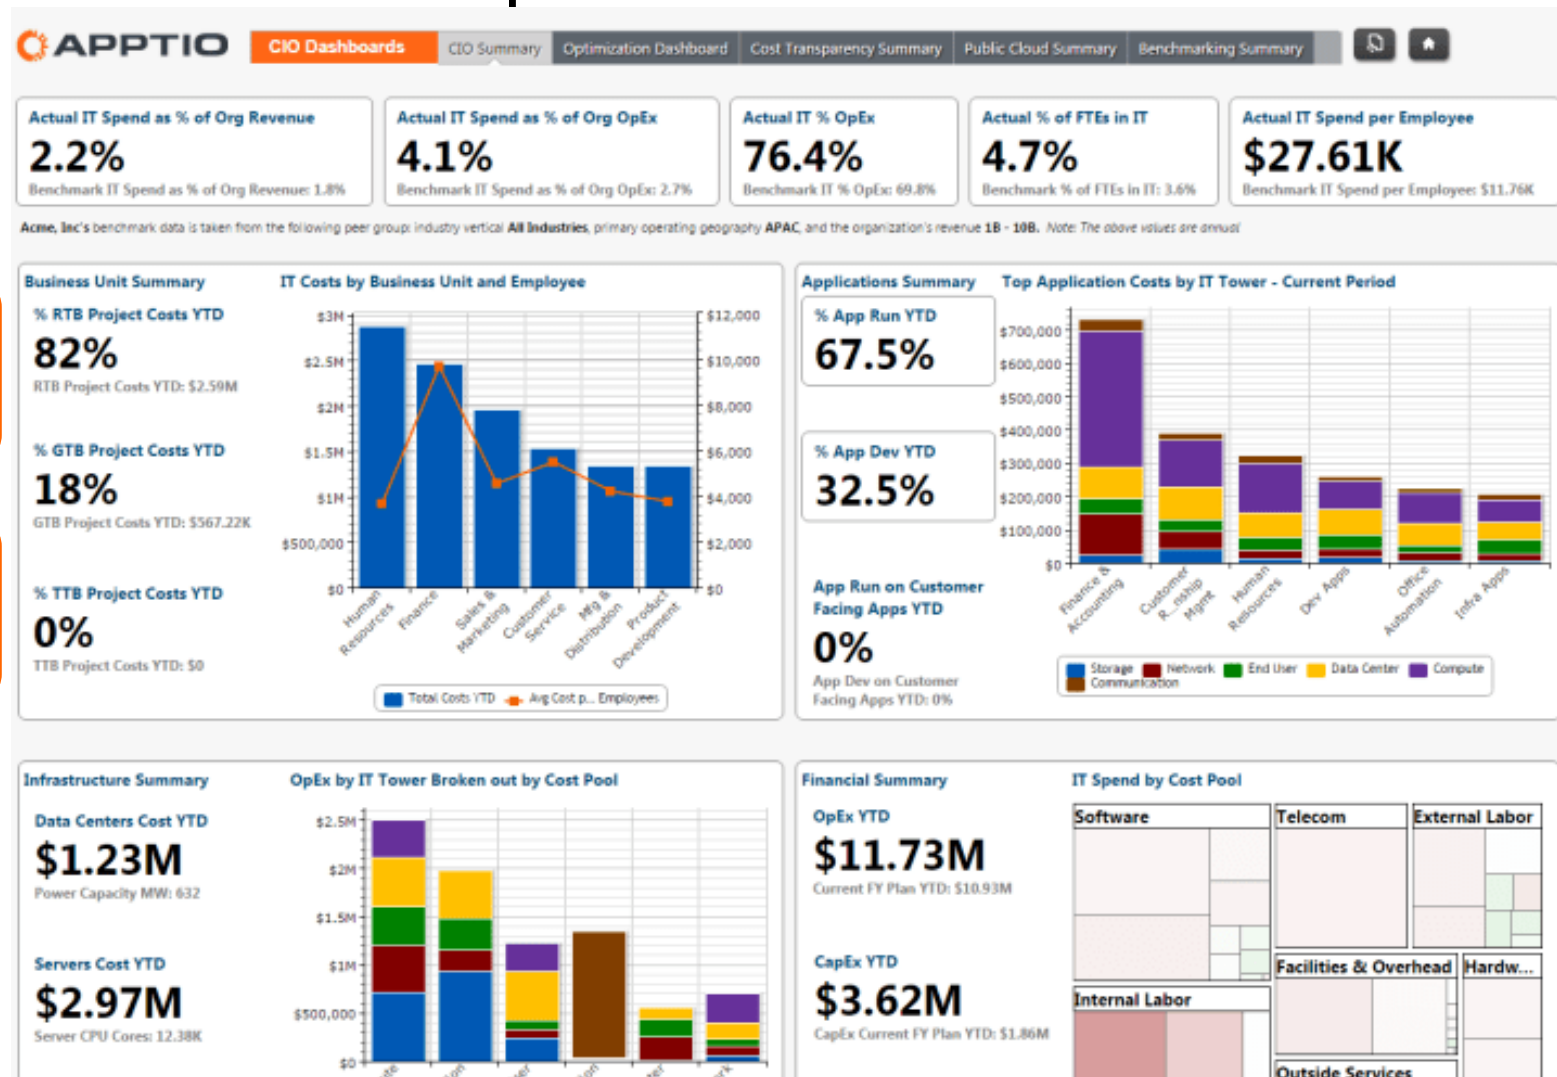 APPTIO
CIO Dashboards
CIO Summary
Optimization Dashboard
Cost Transparency Summary
Public Cloud Summary
Benchmarking Summary
Actual IT Spend as % of Org Revenue
2.2%
Benchmark IT Spend as % of Org Revenue: 1.8%
Actual IT Spend as % of Org OpEx
4.1%
Benchmark IT Spend as % of Org OpEx: 2.7%
Actual IT % OpEx
76.4%
Benchmark IT % OpEx: 69.8%
Actual % of FTEs in IT
4.7%
Benchmark % of FTEs in IT: 3.6%
Actual IT Spend per Employee
$27.61K
Benchmark IT Spend per Employee: $11.76K
Acme, Inc's benchmark data is taken from the following peer group: industry vertical All Industries, primary operating geography APAC, and the organization's revenue 1B - 10B. Note: The above values are annual
Business Unit Summary
% RTB Project Costs YTD
82%
RTB Project Costs YTD: $2.59M
% GTB Project Costs YTD
18%
GTB Project Costs YTD: $567.22K
% TTB Project Costs YTD
0%
TTB Project Costs YTD: $0
IT Costs by Business Unit and Employee
$3M
$2.5M
$2M
$1.5M
$1M
$500,000
$0
$12,000
$10,000
$8,000
$6,000
$4,000
$2,000
$0
Human Resources
Finance
Sales & Marketing
Customer Service
Mfg & Distribution
Product Development
Total Costs YTD
Avg Cost p... Employees
Applications Summary
% App Run YTD
67.5%
% App Dev YTD
32.5%
App Run on Customer
Facing Apps YTD
0%
App Dev on Customer
Facing Apps YTD: 0%
Top Application Costs by IT Tower - Current Period
$700,000
$600,000
$500,000
$400,000
$300,000
$200,000
$100,000
$0
Finance & Accounting
Customer R...nship Mgmt
Human Resources
Dev Apps
Office Automation
Infra Apps
Storage
Network
End User
Data Center
Compute
Communication
Infrastructure Summary
Data Centers Cost YTD
$1.23M
Power Capacity MW: 632
Servers Cost YTD
$2.97M
Server CPU Cores: 12.38K
OpEx by IT Tower Broken out by Cost Pool
$2.5M
$2M
$1.5M
$1M
$500,000
$0
Financial Summary
OpEx YTD
$11.73M
Current FY Plan YTD: $10.93M
CapEx YTD
$3.62M
CapEx Current FY Plan YTD: $1.86M
IT Spend by Cost Pool
Software
Telecom
External Labor
Facilities & Overhead
Hardw...
Internal Labor
Outside Services